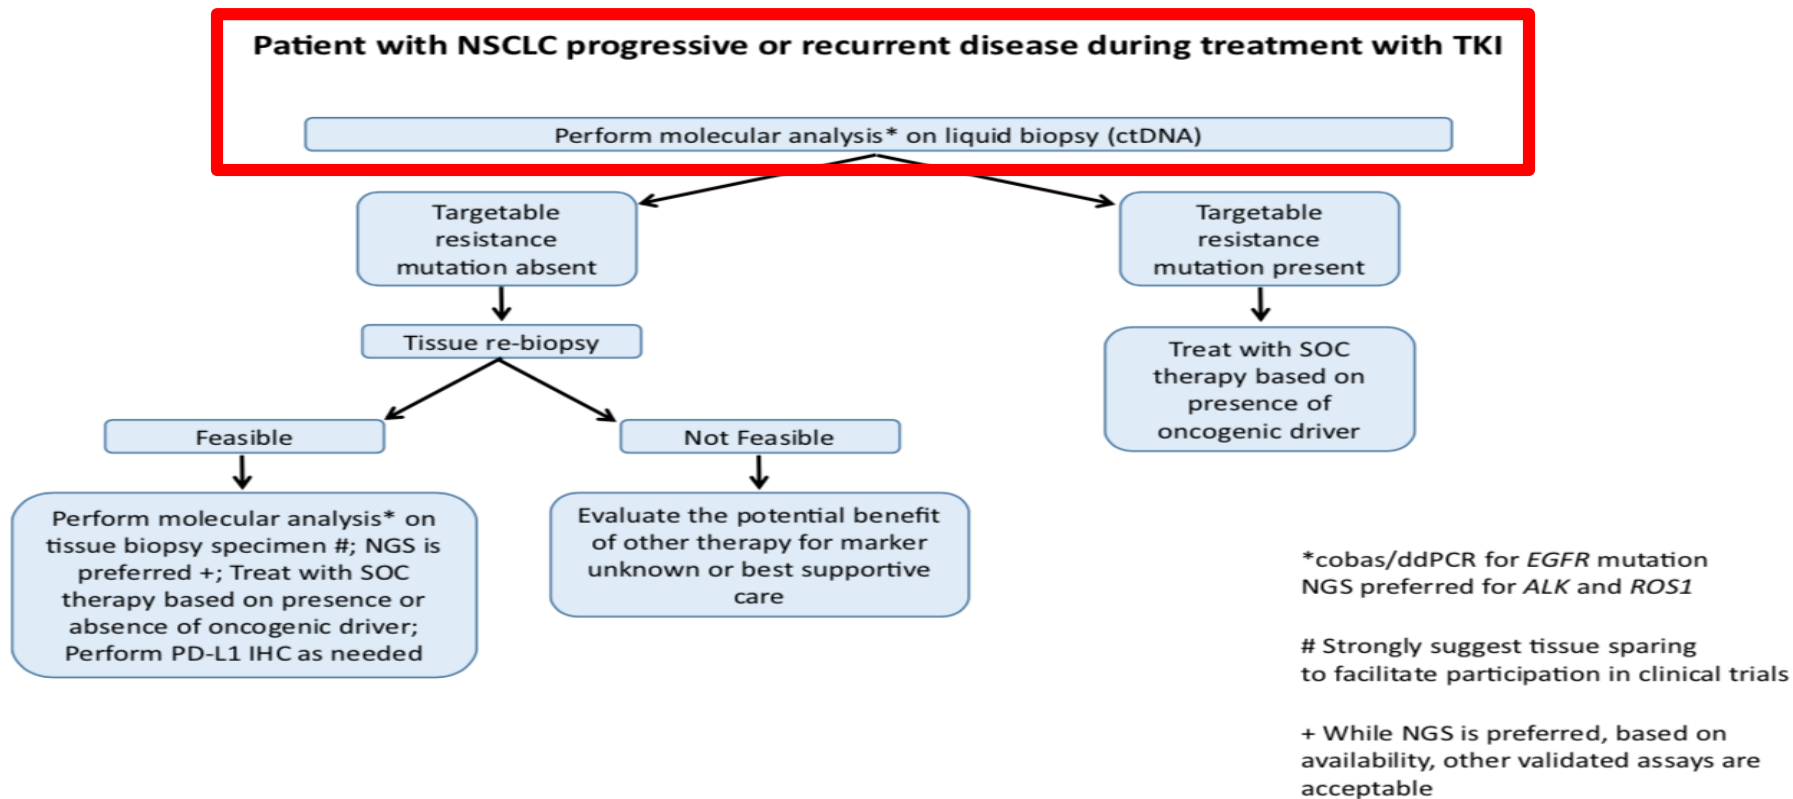 Patient with NSCLC progressive or recurrent disease during treatment with TKI
Perform molecular analysis* on liquid biopsy (ctDNA)
Targetable
resistance
mutation absent
Targetable
resistance
mutation present
Tissue re-biopsy
Treat with SOC
therapy based on
presence of
oncogenic driver
Feasible
Not Feasible
Perform molecular analysis* on
tissue biopsy specimen #; NGS is
preferred +; Treat with SOC
therapy based on presence or
absence of oncogenic driver;
Perform PD-L1 IHC as needed
Evaluate the potential benefit
of other therapy for marker
unknown or best supportive
care
*cobas/ddPCR for EGFR mutation
NGS preferred for ALK and ROS1
# Strongly suggest tissue sparing
to facilitate participation in clinical trials
+ While NGS is preferred, based on
availability, other validated assays are
acceptable